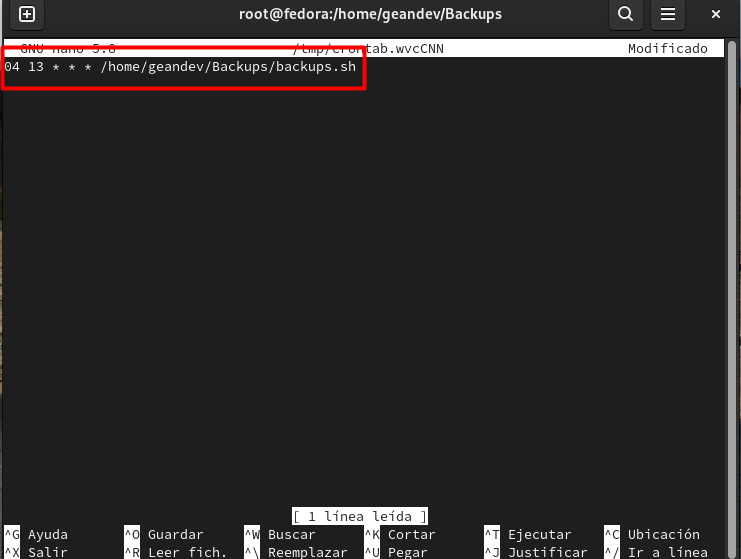 root@fedora:/home/geandev/Backups
GNU nano 5.8 /tmp/crontab.wvcCNN Modificado
04 13 * * * /home/geandev/Backups/backups.sh
[ 1 línea leída ]
^G Ayuda ^O Guardar ^W Buscar ^K Cortar ^T Ejecutar ^C Ubicación
^X Salir ^R Leer fich. ^\ Reemplazar ^U Pegar ^J Justificar ^/ Ir a línea